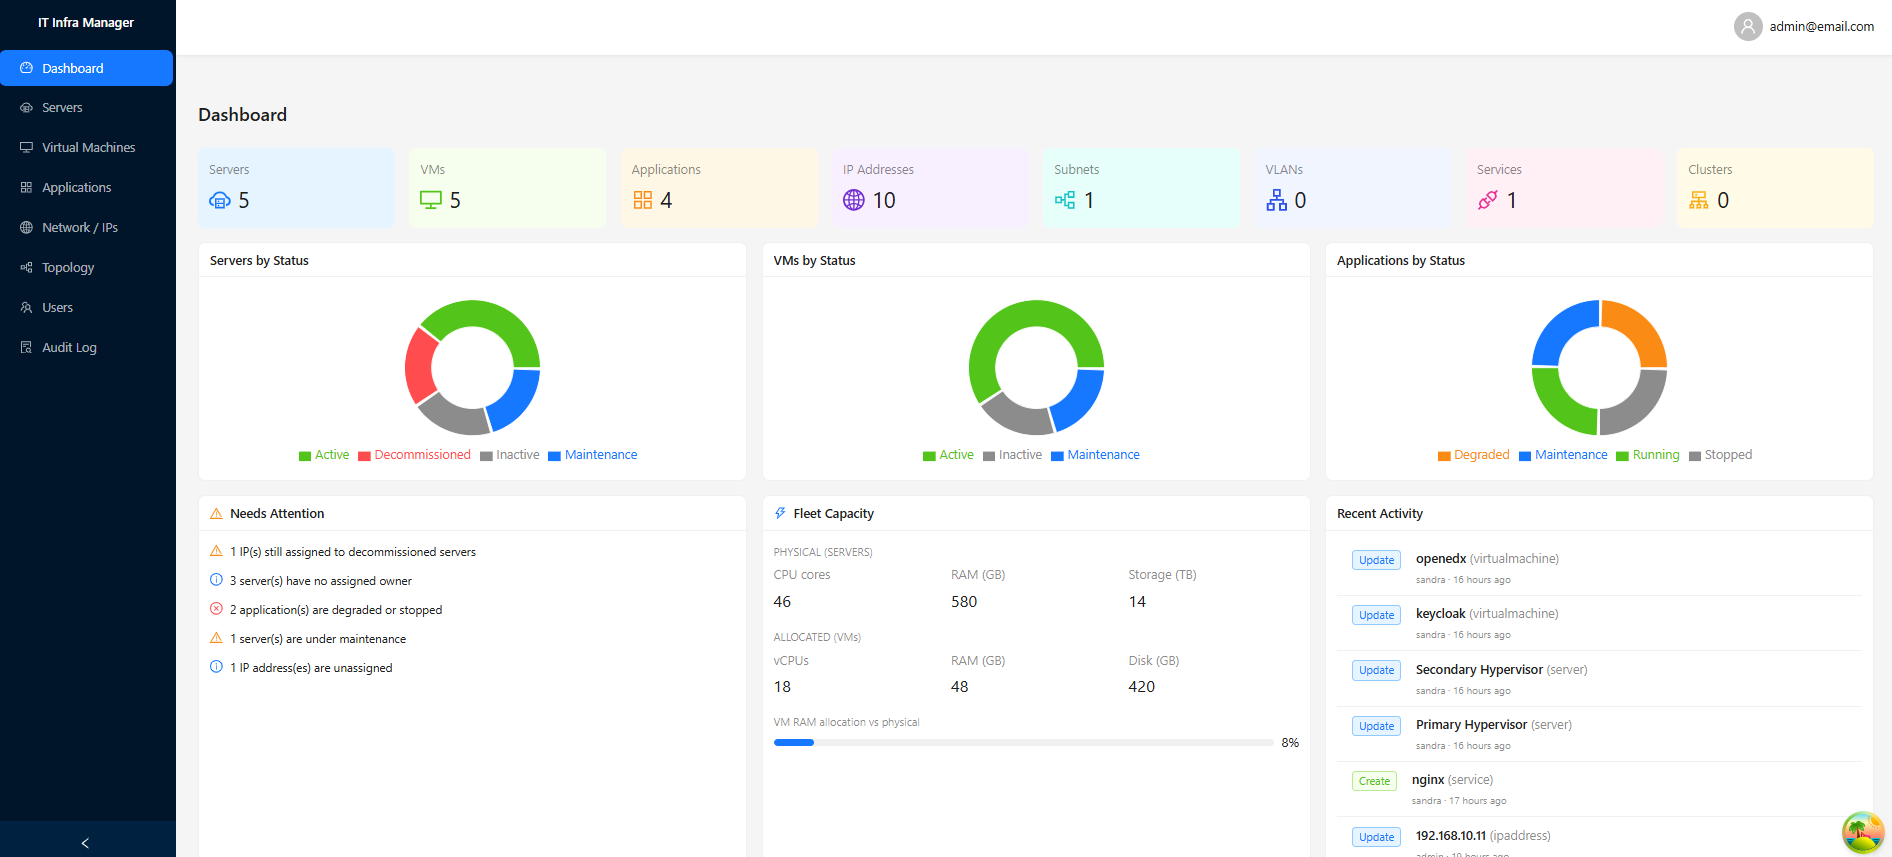 IT Infra Manager
admin@email.com
Dashboard
Servers
Virtual Machines
Applications
Network / IPs
Topology
Users
Audit Log
Dashboard
Servers
5
VMs
5
Applications
4
IP Addresses
10
Subnets
1
VLANs
0
Services
1
Clusters
0
Servers by Status
Active Decommissioned Inactive Maintenance
VMs by Status
Active Inactive Maintenance
Applications by Status
Degraded Maintenance Running Stopped
Needs Attention
1 IP(s) still assigned to decommissioned servers
3 server(s) have no assigned owner
2 application(s) are degraded or stopped
1 server(s) are under maintenance
1 IP address(es) are unassigned
Fleet Capacity
PHYSICAL (SERVERS)
CPU cores RAM (GB) Storage (TB)
46 580 14
ALLOCATED (VMs)
vCPUs RAM (GB) Disk (GB)
18 48 420
VM RAM allocation vs physical
8%
Recent Activity
Update openedx (virtualmachine)
sandra · 16 hours ago
Update keycloak (virtualmachine)
sandra · 16 hours ago
Update Secondary Hypervisor (server)
sandra · 16 hours ago
Update Primary Hypervisor (server)
sandra · 16 hours ago
Create nginx (service)
sandra · 17 hours ago
Update 192.168.10.11 (ipaddress)
admin · 19 hours ago